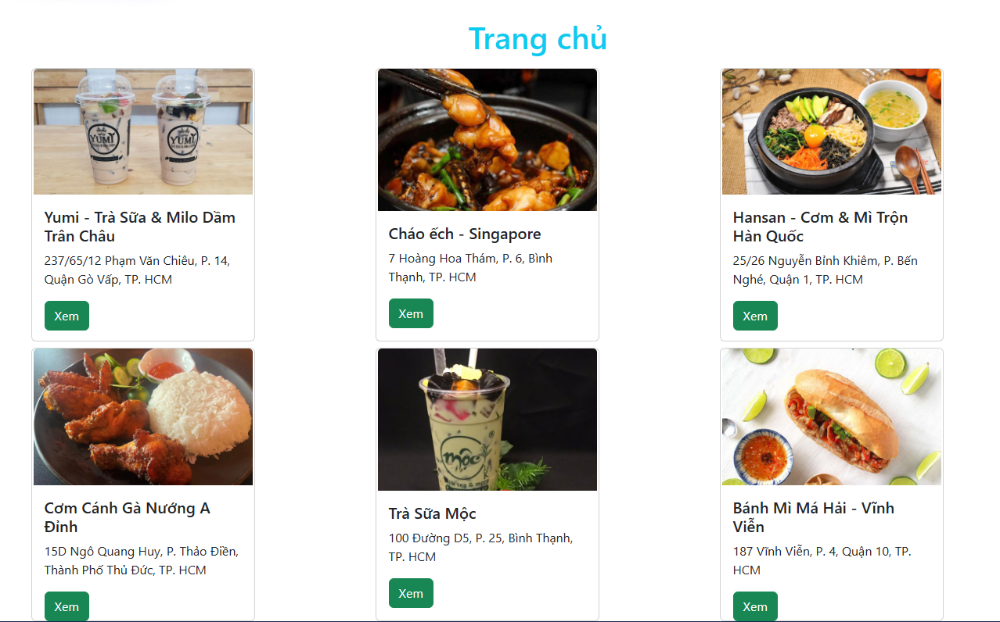 Trang chủ
YUMI
YUMI
Yumi - Trà Sữa & Milo Dầm
Trân Châu
237/65/12 Phạm Văn Chiêu, P. 14,
Quận Gò Vấp, TP. HCM
Xem
Cháo ếch - Singapore
7 Hoàng Hoa Thám, P. 6, Bình
Thạnh, TP. HCM
Xem
Hansan - Cơm & Mì Trộn
Hàn Quốc
25/26 Nguyễn Bỉnh Khiêm, P. Bến
Nghé, Quận 1, TP. HCM
Xem
Cơm Cánh Gà Nướng A
Đỉnh
15D Ngô Quang Huy, P. Thảo Điền,
Thành Phố Thủ Đức, TP. HCM
Xem
mộc
Trà Sữa Mộc
100 Đường D5, P. 25, Bình Thạnh,
TP. HCM
Xem
Bánh Mì Má Hải - Vĩnh
Viễn
187 Vĩnh Viễn, P. 4, Quận 10, TP.
HCM
Xem